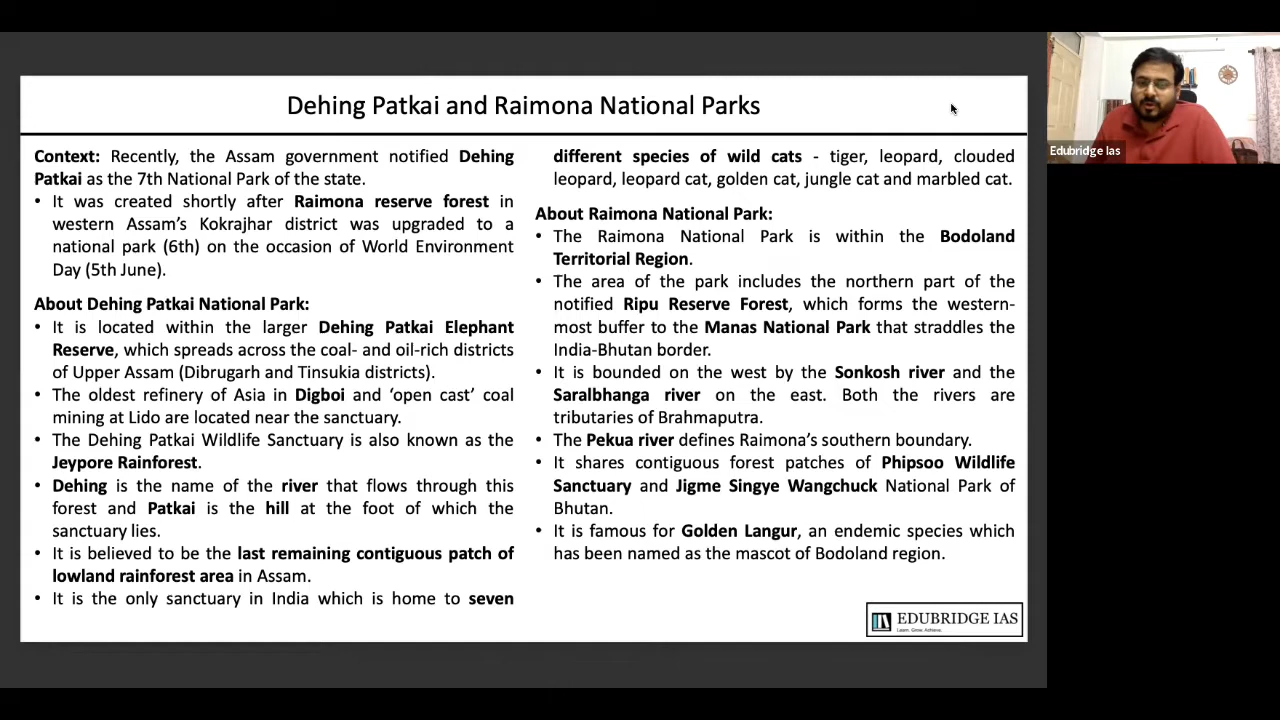 Dehing Patkai and Raimona National Parks
Context: Recently, the Assam government notified Dehing
Patkai as the 7th National Park of the state.
• It was created shortly after Raimona reserve forest in
western Assam's Kokrajhar district was upgraded to a
national park (6th) on the occasion of World Environment
Day (5th June).
About Dehing Patkai National Park:
• It is located within the larger Dehing Patkai Elephant
Reserve, which spreads across the coal- and oil-rich districts
of Upper Assam (Dibrugarh and Tinsukia districts).
• The oldest refinery of Asia in Digboi and ‘open cast’ coal
mining at Lido are located near the sanctuary.
• The Dehing Patkai Wildlife Sanctuary is also known as the
Jeypore Rainforest.
• Dehing is the name of the river that flows through this
forest and Patkai is the hill at the foot of which the
sanctuary lies.
• It is believed to be the last remaining contiguous patch of
lowland rainforest area in Assam.
• It is the only sanctuary in India which is home to seven
different species of wild cats - tiger, leopard, clouded
leopard, leopard cat, golden cat, jungle cat and marbled cat.
About Raimona National Park:
• The Raimona National Park is within the Bodoland
Territorial Region.
• The area of the park includes the northern part of the
notified Ripu Reserve Forest, which forms the western-
most buffer to the Manas National Park that straddles the
India-Bhutan border.
• It is bounded on the west by the Sonkosh river and the
Saralbhanga river on the east. Both the rivers are
tributaries of Brahmaputra.
• The Pekua river defines Raimona's southern boundary.
• It shares contiguous forest patches of Phipsoo Wildlife
Sanctuary and Jigme Singye Wangchuck National Park of
Bhutan.
• It is famous for Golden Langur, an endemic species which
has been named as the mascot of Bodoland region.
EDUBRIDGE IAS
Learn. Grow. Achieve.
Edubridge Ias